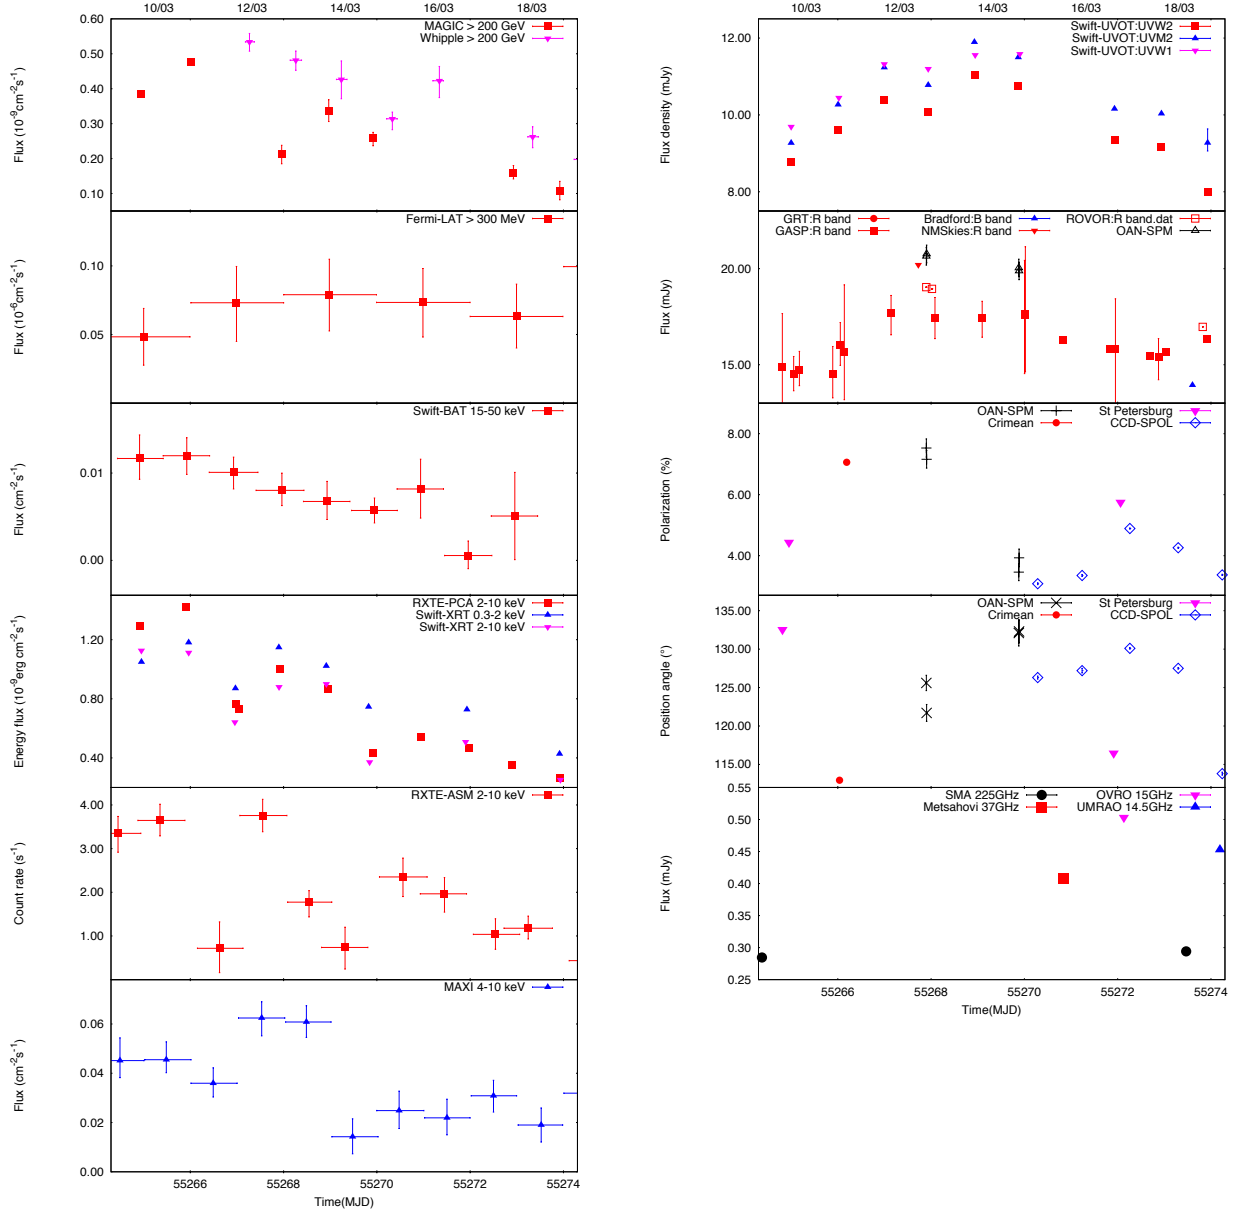 10/03 12/03 14/03 16/03 18/03
0.60
0.50
0.40
0.30
0.20
0.10
Flux (10⁻⁹cm⁻²s⁻¹)
MAGIC > 200 GeV
Whipple > 200 GeV
0.10
0.05
Flux (10⁻⁶cm⁻²s⁻¹)
Fermi-LAT > 300 MeV
0.01
0.00
Flux (cm⁻²s⁻¹)
Swift-BAT 15-50 keV
1.20
0.80
0.40
Energy flux (10⁻⁹erg cm⁻²s⁻¹)
RXTE-PCA 2-10 keV
Swift-XRT 0.3-2 keV
Swift-XRT 2-10 keV
4.00
3.00
2.00
1.00
Count rate (s⁻¹)
RXTE-ASM 2-10 keV
0.06
0.04
0.02
0.00
Flux (cm⁻²s⁻¹)
MAXI 4-10 keV
55266 55268 55270 55272 55274
Time(MJD)
10/03 12/03 14/03 16/03 18/03
12.00
10.00
8.00
Flux density (mJy)
Swift-UVOT:UVW2
Swift-UVOT:UVM2
Swift-UVOT:UVW1
20.00
15.00
Flux (mJy)
GRT:R band Bradford:B band ROVOR:R band.dat
GASP:R band NMSkies:R band OAN-SPM
8.00
6.00
4.00
Polarization (%)
OAN-SPM St Petersburg
Crimean CCD-SPOL
135.00
130.00
125.00
120.00
115.00
Position angle (°)
OAN-SPM St Petersburg
Crimean CCD-SPOL
0.55
0.50
0.45
0.40
0.35
0.30
0.25
Flux (mJy)
SMA 225GHz OVRO 15GHz
Metsahovi 37GHz UMRAO 14.5GHz
55266 55268 55270 55272 55274
Time(MJD)